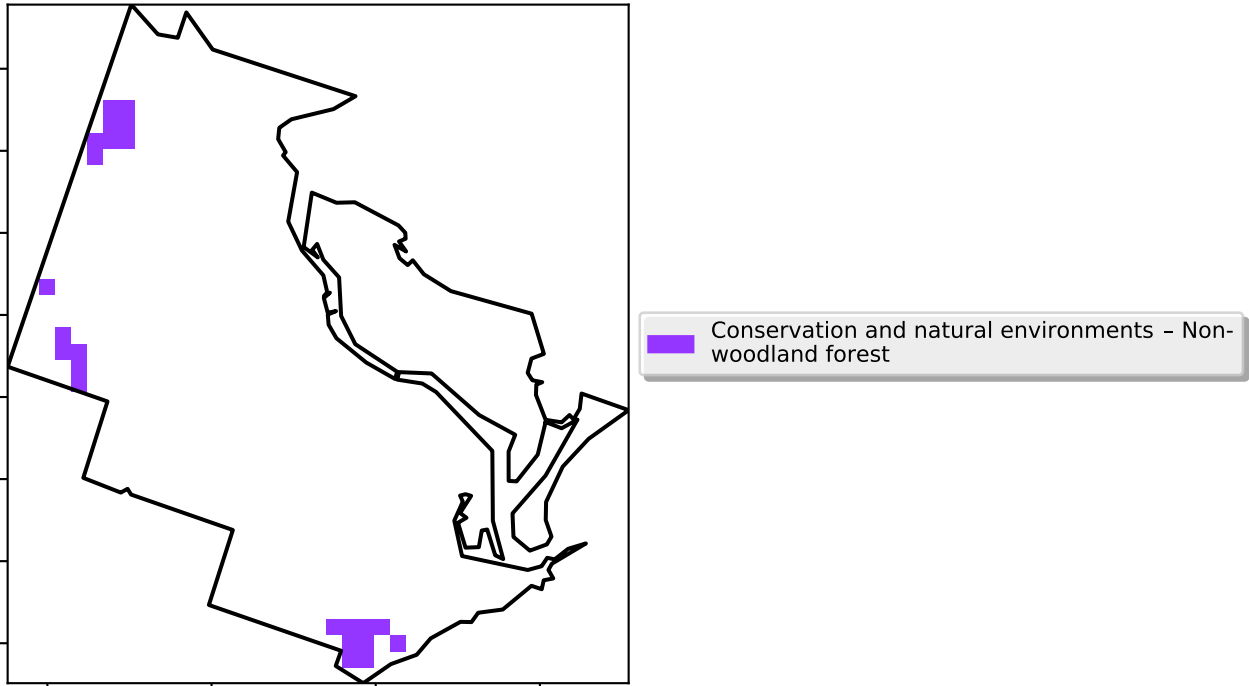 Conservation and natural environments – Non-
woodland forest